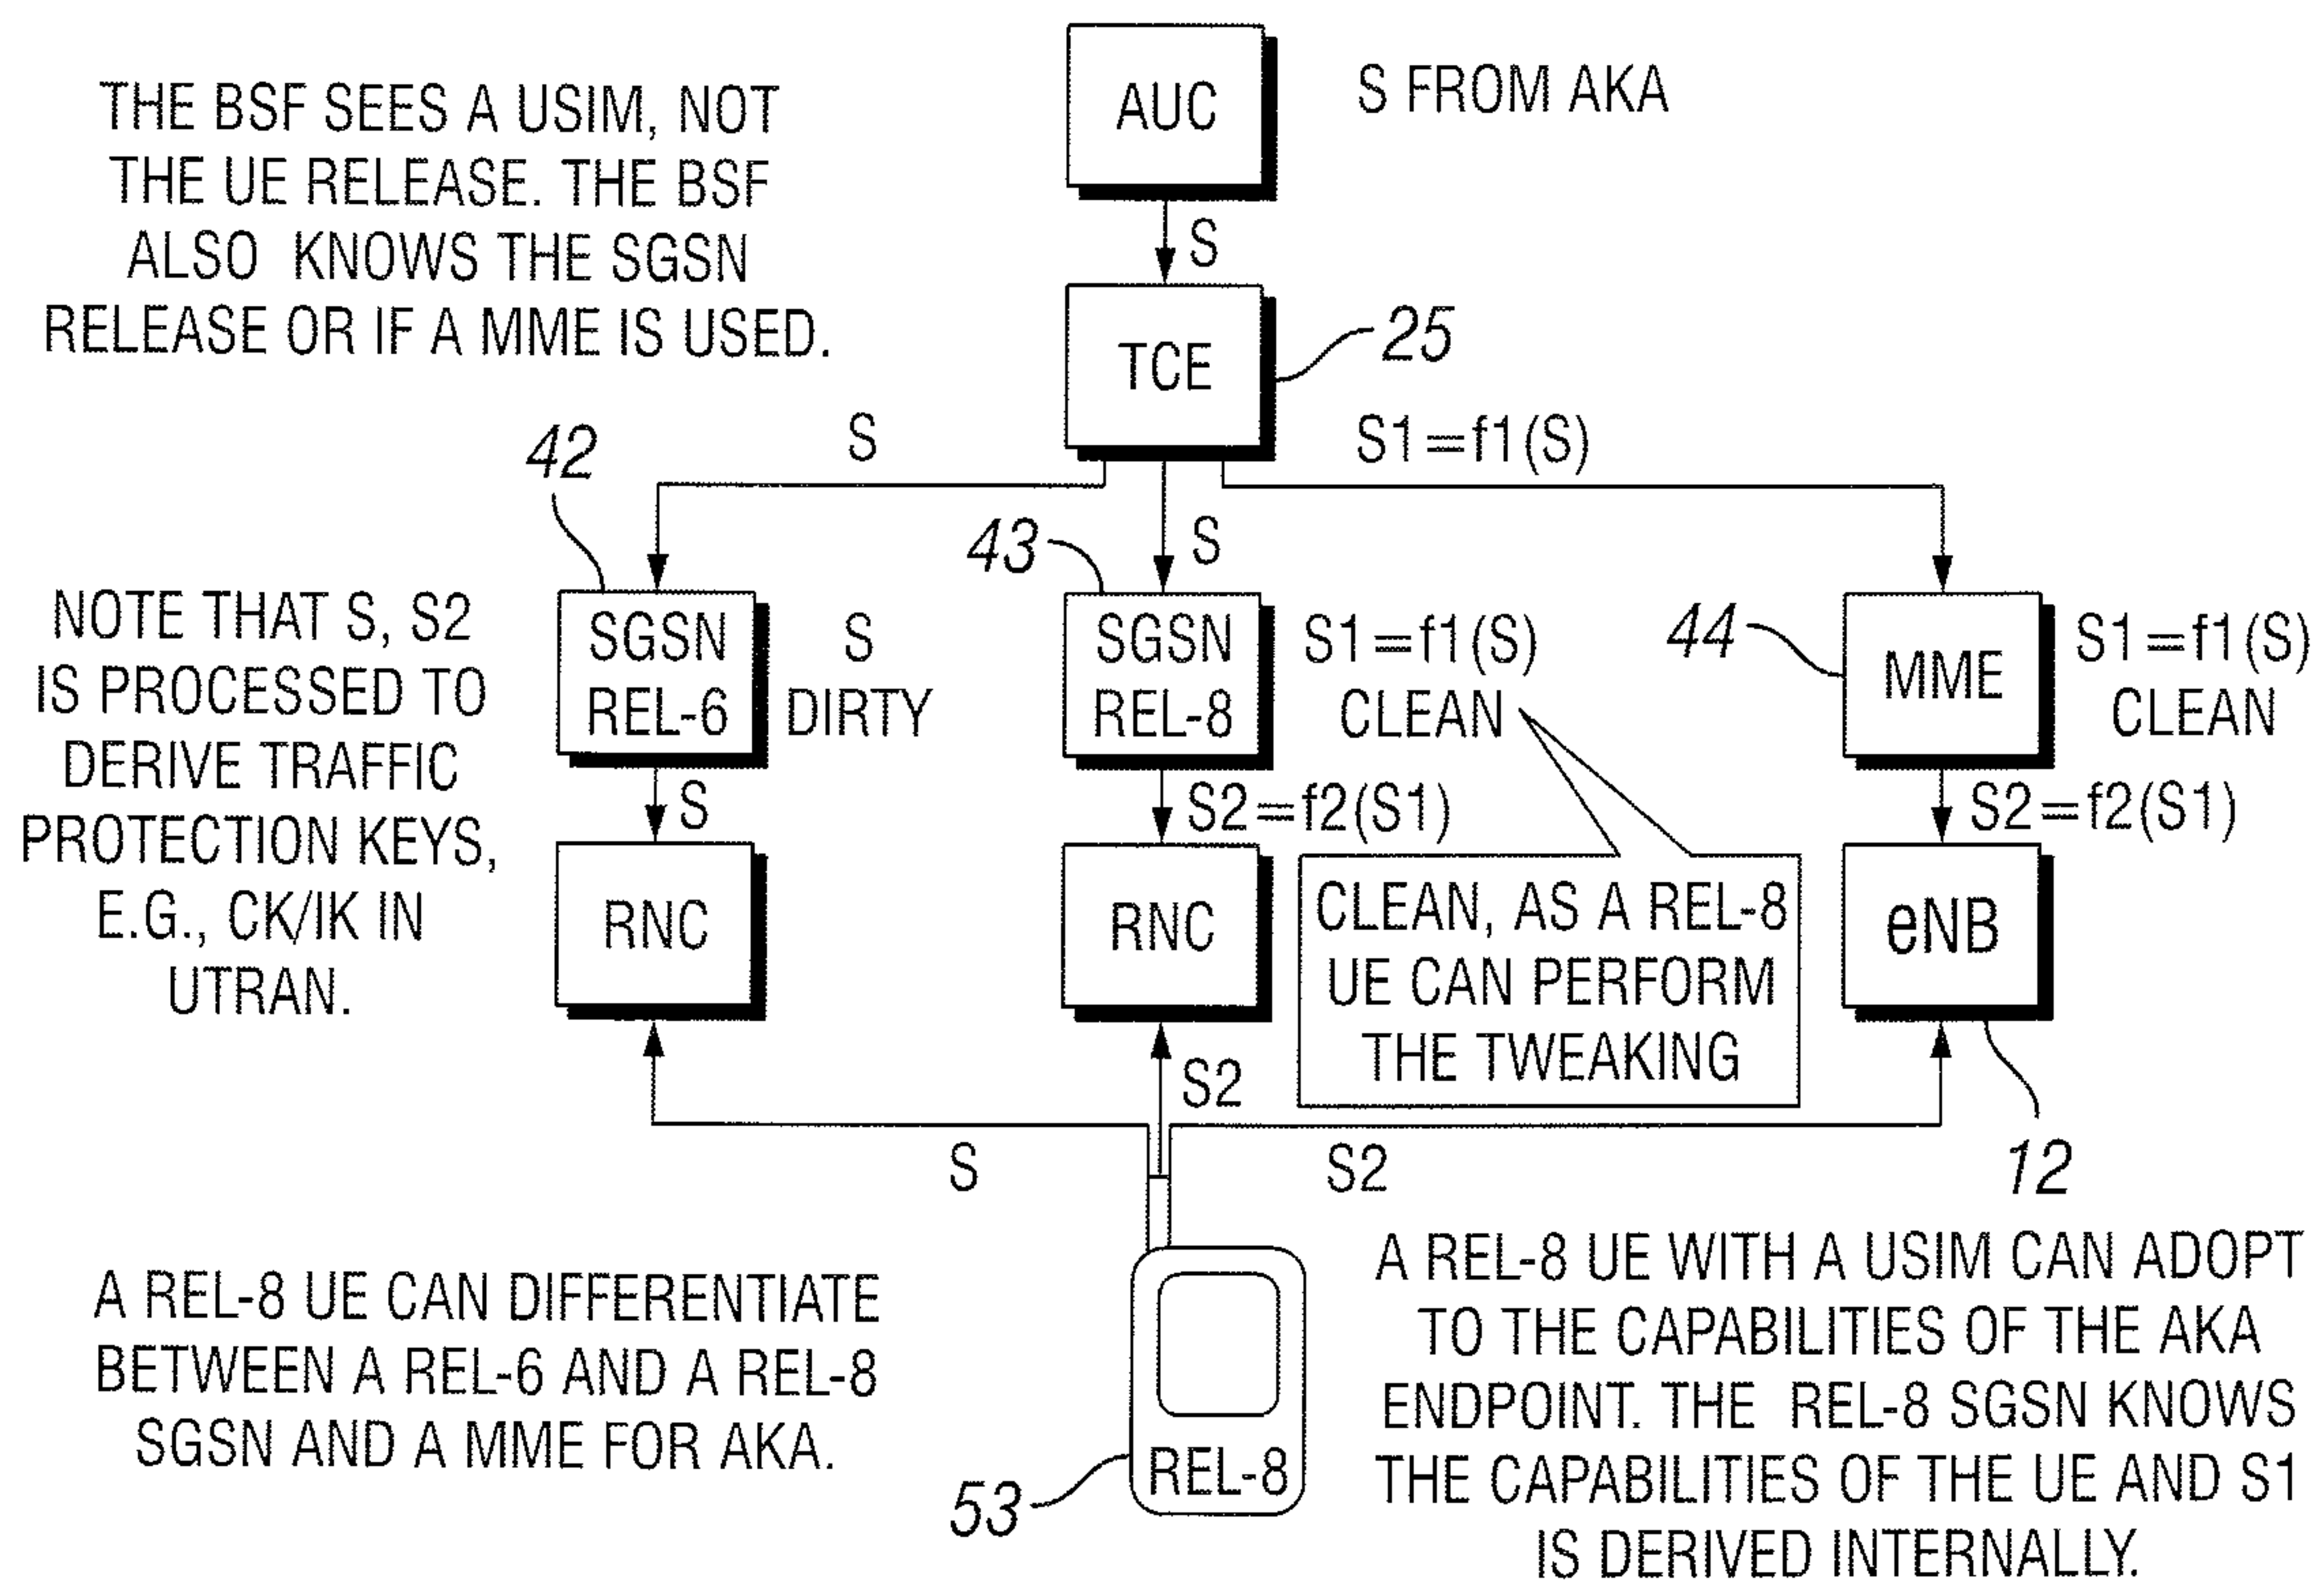 THE BSF SEES A USIM, NOT
THE UE RELEASE. THE BSF
ALSO KNOWS THE SGSN
RELEASE OR IF A MME IS USED.
AUC
S FROM AKA
S
TCE
25
S
S1=f1(S)
42
43
S
44
NOTE THAT S, S2
IS PROCESSED TO
DERIVE TRAFFIC
PROTECTION KEYS,
E.G., CK/IK IN
UTRAN.
SGSN
REL-6
S
DIRTY
SGSN
REL-8
S1=f1(S)
CLEAN
MME
S1=f1(S)
CLEAN
S
S2=f2(S1)
S2=f2(S1)
RNC
RNC
CLEAN, AS A REL-8
UE CAN PERFORM
THE TWEAKING
eNB
S2
S
S2
12
A REL-8 UE CAN DIFFERENTIATE
BETWEEN A REL-6 AND A REL-8
SGSN AND A MME FOR AKA.
REL-8
53
A REL-8 UE WITH A USIM CAN ADOPT
TO THE CAPABILITIES OF THE AKA
ENDPOINT. THE REL-8 SGSN KNOWS
THE CAPABILITIES OF THE UE AND S1
IS DERIVED INTERNALLY.